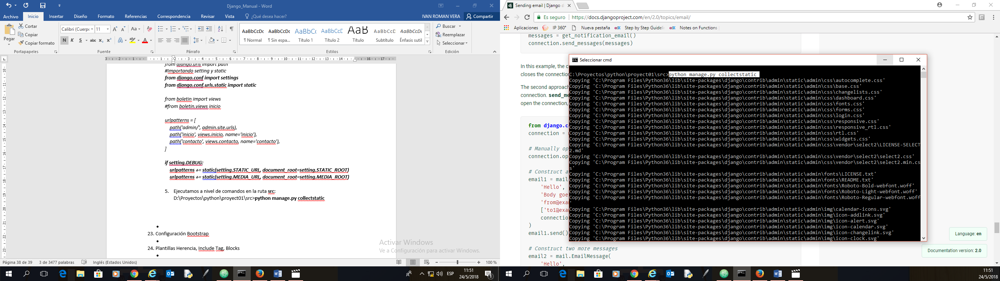 Django_Manual - Word
Archivo Inicio Insertar Diseño Formato Referencias Correspondencia Revisar Vista ¿Qué desea hacer? IVAN ROMAN VERA Compartir
Pegar
Cortar
Copiar
Copiar formato
Portapapeles
Calibri (Cuerpo 11
Fuente
Párrafo
AaBbCcDc AaBbCcDc AaBbCc AaBbCcD AaB AaBbCcD AaBbCcDc
¶ Normal ¶ Sin espa... Título 1 Título 2 Título Subtítulo Énfasis sutil
Estilos
Buscar
Reemplazar
Seleccionar
Edición
from django.urls import path
#Importando setting y static
from django.conf import settings
from django.conf.urls.static import static
from boletin import views
#from boletin.views inicio
urlpatterns = [
path('admin/', admin.site.urls),
path('inicio', views.inicio, name='inicio'),
path('contacto', views.contacto, name='contacto'),
]
if setting.DEBUG:
urlpatterns += static(setting.STATIC_URL, document_root=setting.STATIC_ROOT)
urlpatterns += static(setting.MEDIA_URL, document_root=setting.MEDIA_ROOT)
5. Ejecutamos a nivel de comandos en la ruta src:
D:\Proyectos\python\proyect01\src>python manage.py collectstatic
23. Configuración Bootstrap
24. Plantillas Herencia, Include Tag, Blocks
Activar Windows
Ve a Configuración para activar Windows.
Página 38 de 39 3 de 3477 palabras Inglés (Estados Unidos) 100 %
ESP 11:51
24/5/2018
Sending email | Django d
Es seguro https://docs.djangoproject.com/en/2.0/topics/email/
Aplicaciones IP 360° Nueva pestaña Step by Step Guideli Notes on Functions
messages = get_notification_email()
connection.send_messages(messages)
In this example, the c
closes the connection
The second approach
connection. send_me
open the connection,
from django.co
connection =
# Manually op
connection.op
# Construct a
email1 = mail
'Hello',
'Body goe
'from@exa
['to1@exa
connectio
)
email1.send()
# Construct two more messages
email2 = mail.EmailMessage(
'Hello',
Language: en
Documentation version: 2.0
Seleccionar cmd
C:\Proyectos\python\proyect01\src>python manage.py collectstatic
Copying 'C:\Program Files\Python36\lib\site-packages\django\contrib\admin\static\admin\css\autocomplete.css'
Copying 'C:\Program Files\Python36\lib\site-packages\django\contrib\admin\static\admin\css\base.css'
Copying 'C:\Program Files\Python36\lib\site-packages\django\contrib\admin\static\admin\css\changelists.css'
Copying 'C:\Program Files\Python36\lib\site-packages\django\contrib\admin\static\admin\css\dashboard.css'
Copying 'C:\Program Files\Python36\lib\site-packages\django\contrib\admin\static\admin\css\fonts.css'
Copying 'C:\Program Files\Python36\lib\site-packages\django\contrib\admin\static\admin\css\forms.css'
Copying 'C:\Program Files\Python36\lib\site-packages\django\contrib\admin\static\admin\css\login.css'
Copying 'C:\Program Files\Python36\lib\site-packages\django\contrib\admin\static\admin\css\responsive.css'
Copying 'C:\Program Files\Python36\lib\site-packages\django\contrib\admin\static\admin\css\responsive_rtl.css'
Copying 'C:\Program Files\Python36\lib\site-packages\django\contrib\admin\static\admin\css\rtl.css'
Copying 'C:\Program Files\Python36\lib\site-packages\django\contrib\admin\static\admin\css\widgets.css'
Copying 'C:\Program Files\Python36\lib\site-packages\django\contrib\admin\static\admin\css\vendor\select2\LICENSE-SELECT
2.md'
Copying 'C:\Program Files\Python36\lib\site-packages\django\contrib\admin\static\admin\css\vendor\select2\select2.css'
Copying 'C:\Program Files\Python36\lib\site-packages\django\contrib\admin\static\admin\css\vendor\select2\select2.min.cs
s'
Copying 'C:\Program Files\Python36\lib\site-packages\django\contrib\admin\static\admin\fonts\LICENSE.txt'
Copying 'C:\Program Files\Python36\lib\site-packages\django\contrib\admin\static\admin\fonts\README.txt'
Copying 'C:\Program Files\Python36\lib\site-packages\django\contrib\admin\static\admin\fonts\Roboto-Bold-webfont.woff'
Copying 'C:\Program Files\Python36\lib\site-packages\django\contrib\admin\static\admin\fonts\Roboto-Light-webfont.woff'
Copying 'C:\Program Files\Python36\lib\site-packages\django\contrib\admin\static\admin\fonts\Roboto-Regular-webfont.woff
'
Copying 'C:\Program Files\Python36\lib\site-packages\django\contrib\admin\static\admin\img\calendar-icons.svg'
Copying 'C:\Program Files\Python36\lib\site-packages\django\contrib\admin\static\admin\img\icon-addlink.svg'
Copying 'C:\Program Files\Python36\lib\site-packages\django\contrib\admin\static\admin\img\icon-alert.svg'
Copying 'C:\Program Files\Python36\lib\site-packages\django\contrib\admin\static\admin\img\icon-calendar.svg'
Copying 'C:\Program Files\Python36\lib\site-packages\django\contrib\admin\static\admin\img\icon-changelink.svg'
Copying 'C:\Program Files\Python36\lib\site-packages\django\contrib\admin\static\admin\img\icon-clock.svg'
11:51
24/5/2018